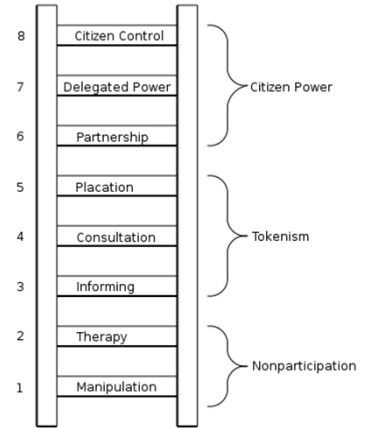 8 Citizen Control
7 Delegated Power Citizen Power
6 Partnership
5 Placation
4 Consultation Tokenism
3 Informing
2 Therapy
Nonparticipation
1 Manipulation